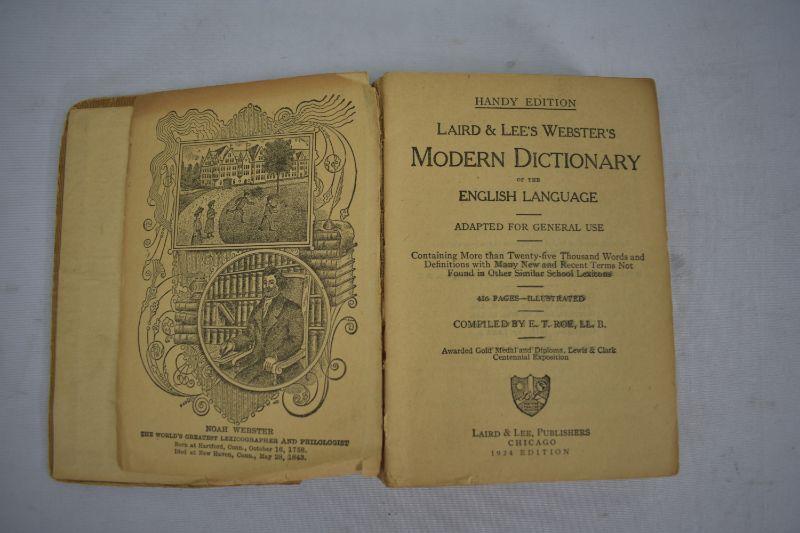 NOAH WEBSTER
THE WORLD'S GREATEST LEXICOGRAPHER AND PHILOLOGIST
Born at Hartford, Conn., October 16, 1758.
Died at New Haven, Conn., May 28, 1843.
HANDY EDITION
LAIRD & LEE'S WEBSTER'S
MODERN DICTIONARY
OF THE
ENGLISH LANGUAGE
ADAPTED FOR GENERAL USE
Containing More than Twenty-five Thousand Words and
Definitions with Many New and Recent Terms Not
Found in Other Similar School Lexicons
416 PAGES—ILLUSTRATED
COMPILED BY E. T. ROE, LL. B.
Awarded Gold Medal and Diploma, Lewis & Clark
Centennial Exposition
LAIRD & LEE, PUBLISHERS
CHICAGO
1924 EDITION